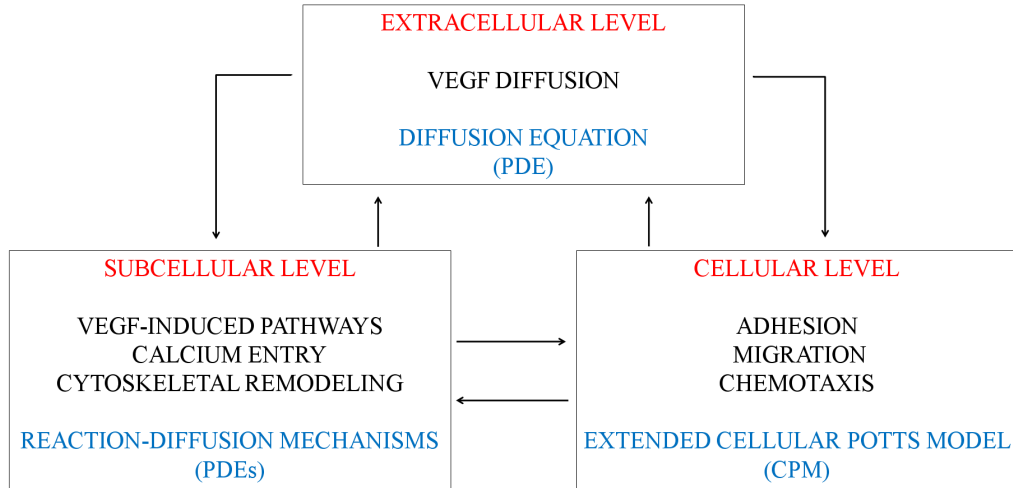 EXTRACELLULAR LEVEL
VEGF DIFFUSION
DIFFUSION EQUATION
(PDE)
SUBCELLULAR LEVEL
VEGF-INDUCED PATHWAYS
CALCIUM ENTRY
CYTOSKELETAL REMODELING
REACTION-DIFFUSION MECHANISMS
(PDEs)
CELLULAR LEVEL
ADHESION
MIGRATION
CHEMOTAXIS
EXTENDED CELLULAR POTTS MODEL
(CPM)